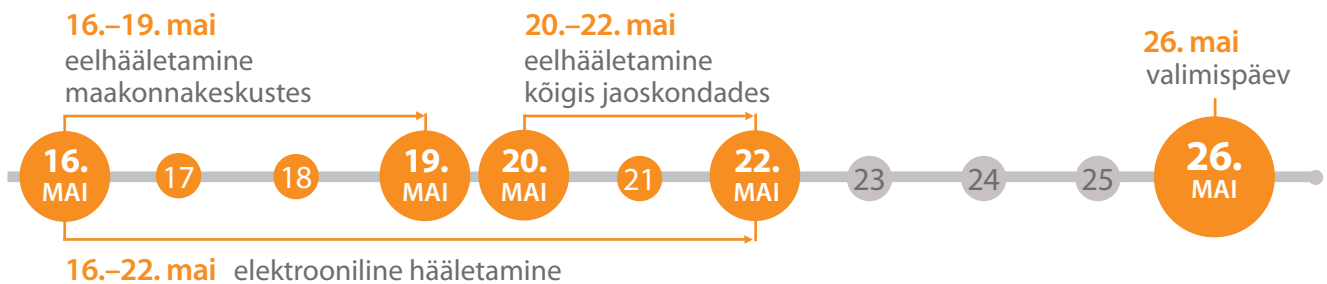 16.–19. mai
eelhääletamine
maakonnakeskustes
20.–22. mai
eelhääletamine
kõigis jaoskondades
26. mai
valimispäev
16.
MAI
17
18
19.
MAI
20.
MAI
21
22.
MAI
23
24
25
26.
MAI
16.–22. mai elektrooniline hääletamine